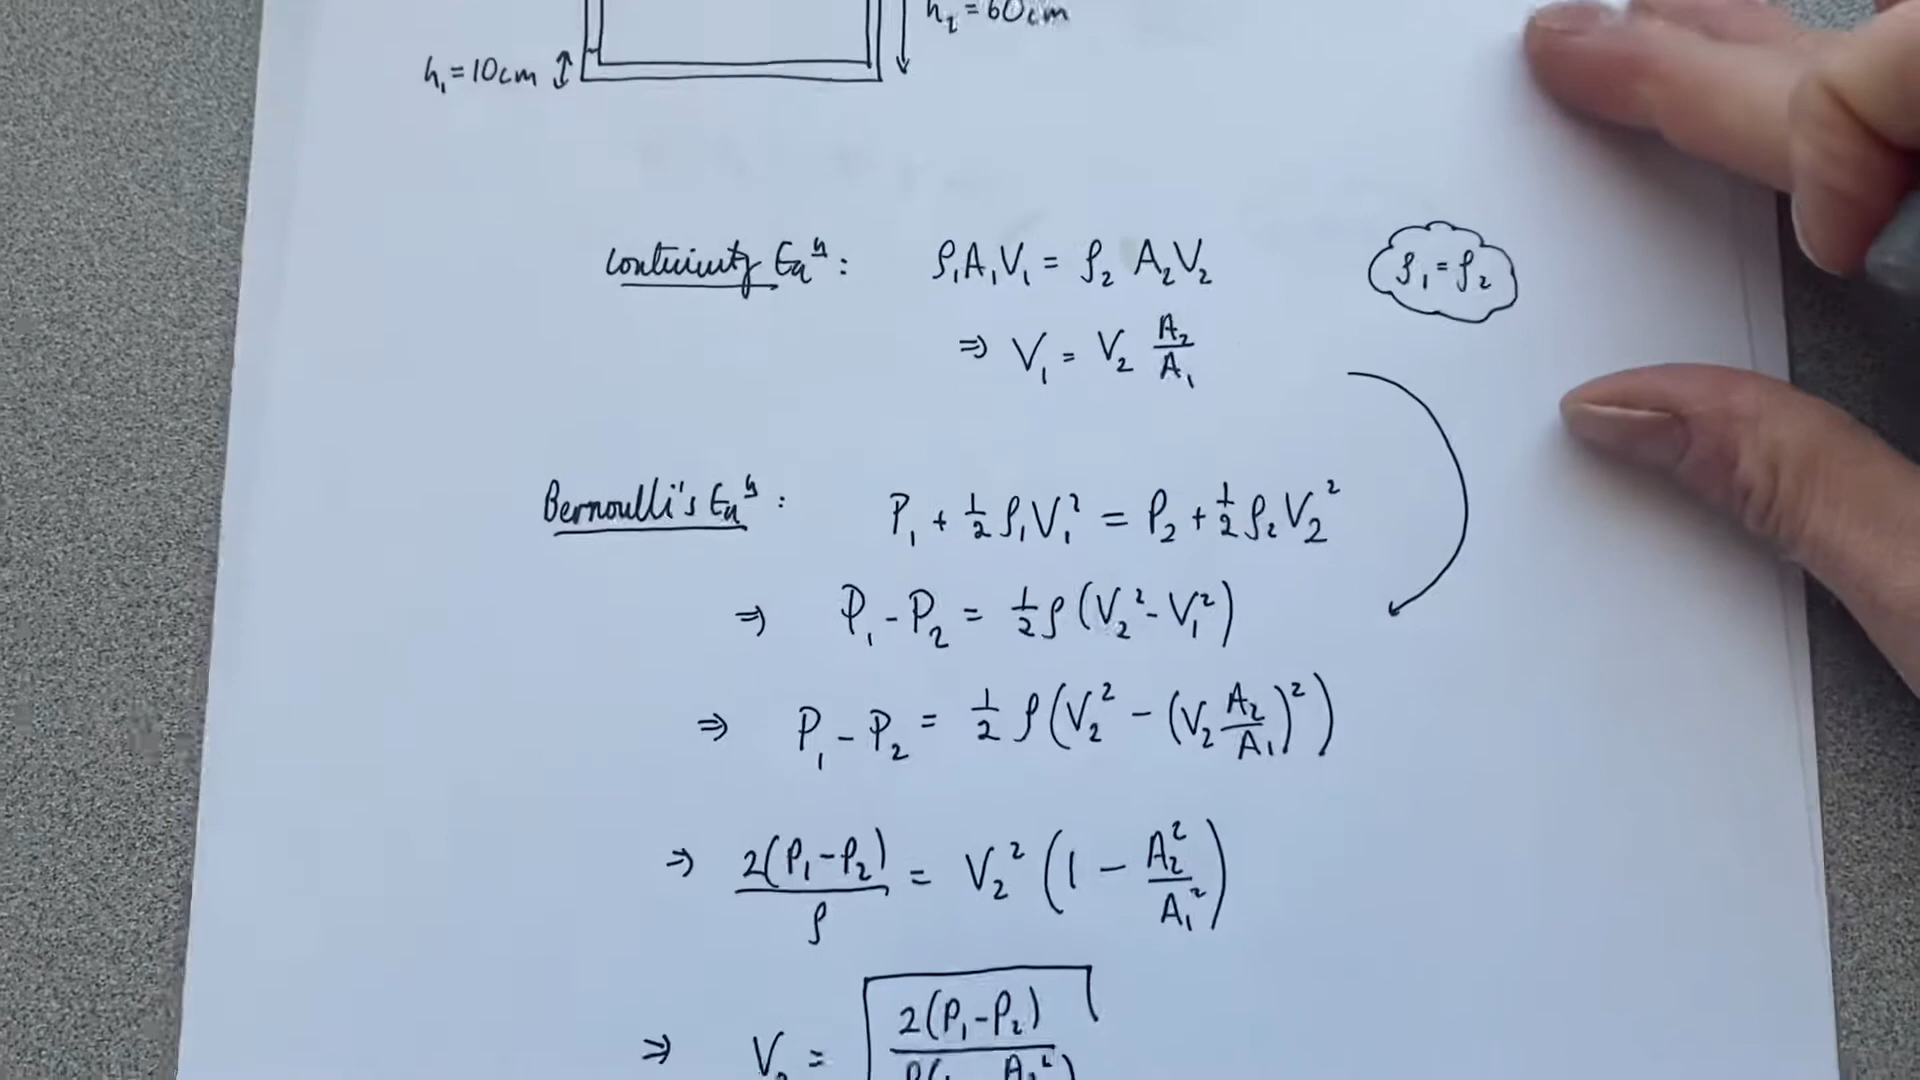 h₂ = 60cm
h₁ = 10cm
Continuity Eqⁿ : ρ₁A₁V₁ = ρ₂ A₂V₂
ρ₁ = ρ₂
⇒ V₁ = V₂ A₂/A₁
Bernoulli's Eqⁿ : P₁ + ½ρ₁V₁² = P₂ + ½ρ₂V₂²
⇒ P₁ - P₂ = ½ρ(V₂² - V₁²)
⇒ P₁ - P₂ = ½ρ(V₂² - (V₂ A₂/A₁)²)
⇒ 2(P₁-P₂)/ρ = V₂² (1 - A₂²/A₁²)
⇒ V₂ = √2(P₁-P₂)